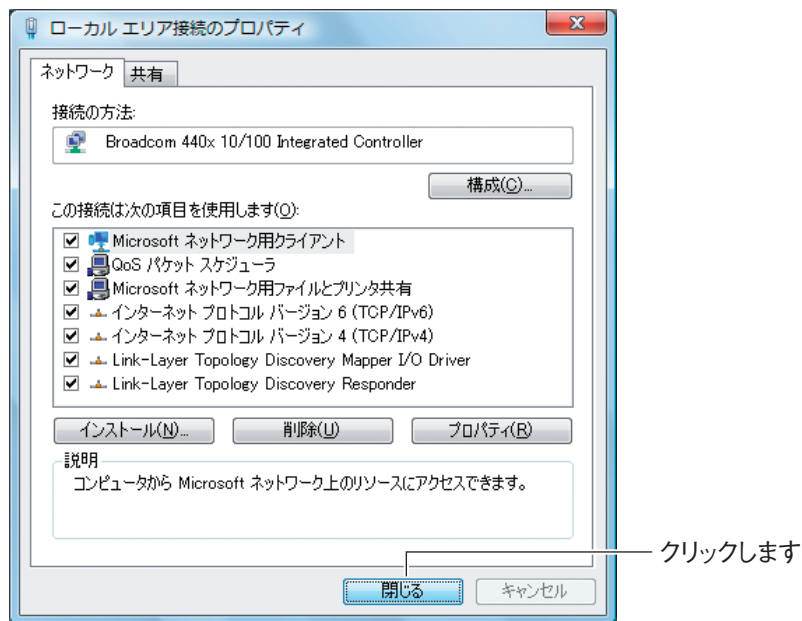 ローカル エリア接続のプロパティ
ネットワーク 共有
接続の方法:
Broadcom 440x 10/100 Integrated Controller
構成(C)...
この接続は次の項目を使用します(O):
Microsoft ネットワーク用クライアント
QoS パケット スケジューラ
Microsoft ネットワーク用ファイルとプリンタ共有
インターネット プロトコル バージョン 6 (TCP/IPv6)
インターネット プロトコル バージョン 4 (TCP/IPv4)
Link-Layer Topology Discovery Mapper I/O Driver
Link-Layer Topology Discovery Responder
インストール(N)... 削除(U) プロパティ(R)
説明
コンピュータから Microsoft ネットワーク上のリソースにアクセスできます。
クリックします
閉じる キャンセル